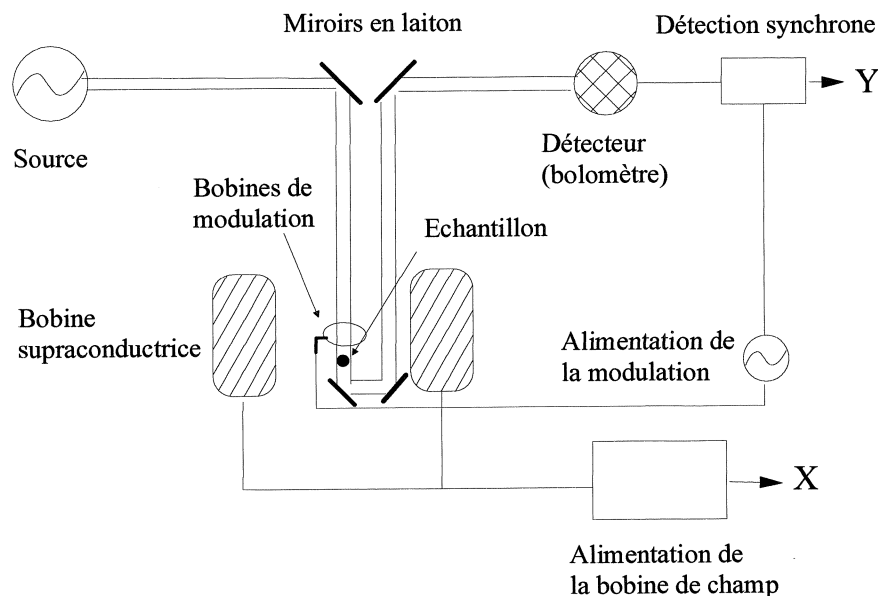 Miroirs en laiton
Détection synchrone
Y
Source
Détecteur
(bolomètre)
Bobines de
modulation
Echantillon
Bobine
supraconductrice
Alimentation de
la modulation
X
Alimentation de
la bobine de champ